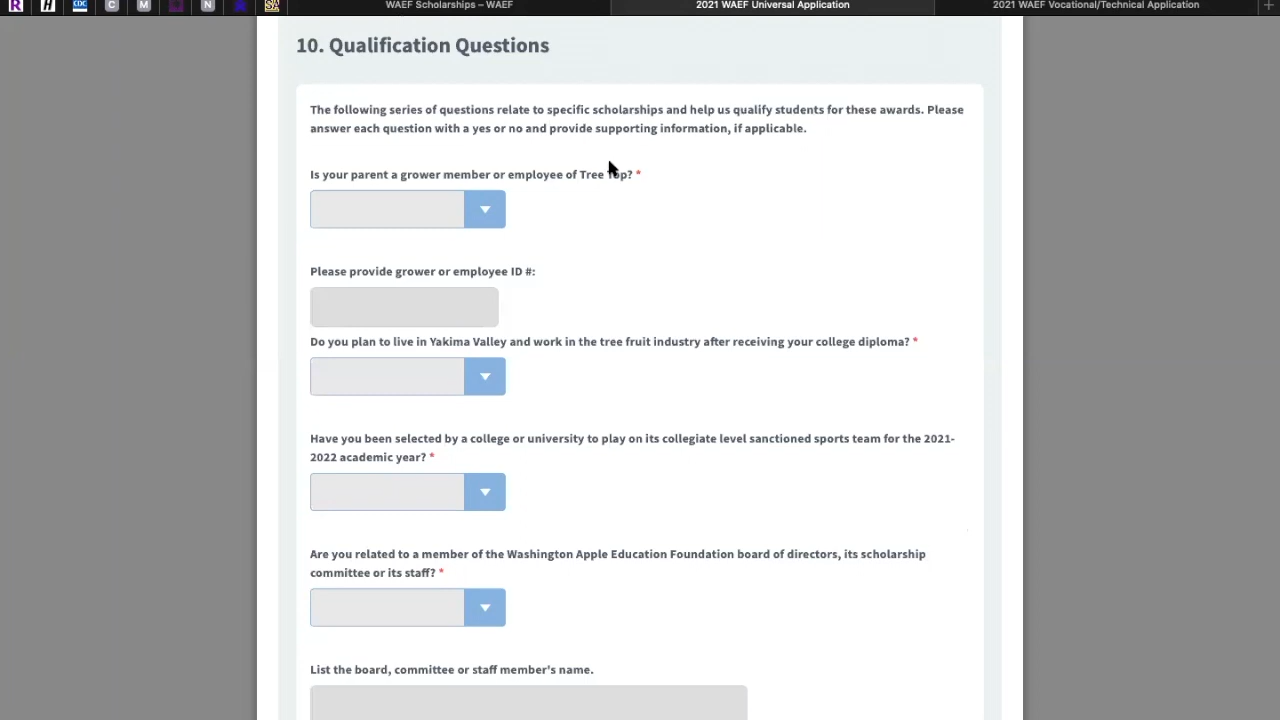 R H CDC C M N SA
WAEF Scholarships – WAEF
2021 WAEF Universal Application
2021 WAEF Vocational/Technical Application
10. Qualification Questions
The following series of questions relate to specific scholarships and help us qualify students for these awards. Please
answer each question with a yes or no and provide supporting information, if applicable.
Is your parent a grower member or employee of Tree Top? *
Please provide grower or employee ID #:
Do you plan to live in Yakima Valley and work in the tree fruit industry after receiving your college diploma? *
Have you been selected by a college or university to play on its collegiate level sanctioned sports team for the 2021-
2022 academic year? *
Are you related to a member of the Washington Apple Education Foundation board of directors, its scholarship
committee or its staff? *
List the board, committee or staff member's name.